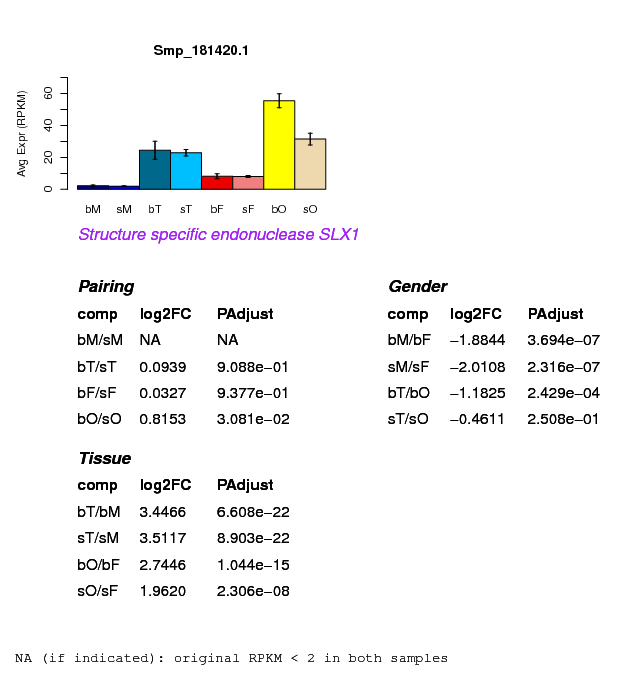 Smp_181420.1
Avg Expr (RPKM)
60
40
20
0
bM sM bT sT bF sF bO sO
Structure specific endonuclease SLX1
Pairing
comp log2FC PAdjust
bM/sM NA NA
bT/sT 0.0939 9.088e−01
bF/sF 0.0327 9.377e−01
bO/sO 0.8153 3.081e−02
Gender
comp log2FC PAdjust
bM/bF −1.8844 3.694e−07
sM/sF −2.0108 2.316e−07
bT/bO −1.1825 2.429e−04
sT/sO −0.4611 2.508e−01
Tissue
comp log2FC PAdjust
bT/bM 3.4466 6.608e−22
sT/sM 3.5117 8.903e−22
bO/bF 2.7446 1.044e−15
sO/sF 1.9620 2.306e−08
NA (if indicated): original RPKM < 2 in both samples